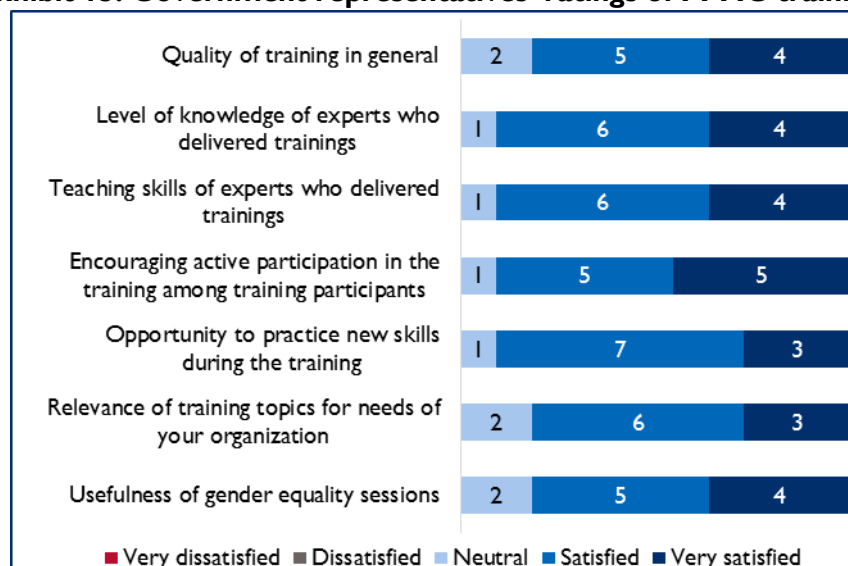 Quality of training in general
2 5 4
Level of knowledge of experts who
delivered trainings
1 6 4
Teaching skills of experts who delivered
trainings
1 6 4
Encouraging active participation in the
training among training participants
1 5 5
Opportunity to practice new skills
during the training
1 7 3
Relevance of training topics for needs of
your organization
2 6 3
Usefulness of gender equality sessions
2 5 4
Very dissatisfied Dissatisfied Neutral Satisfied Very satisfied